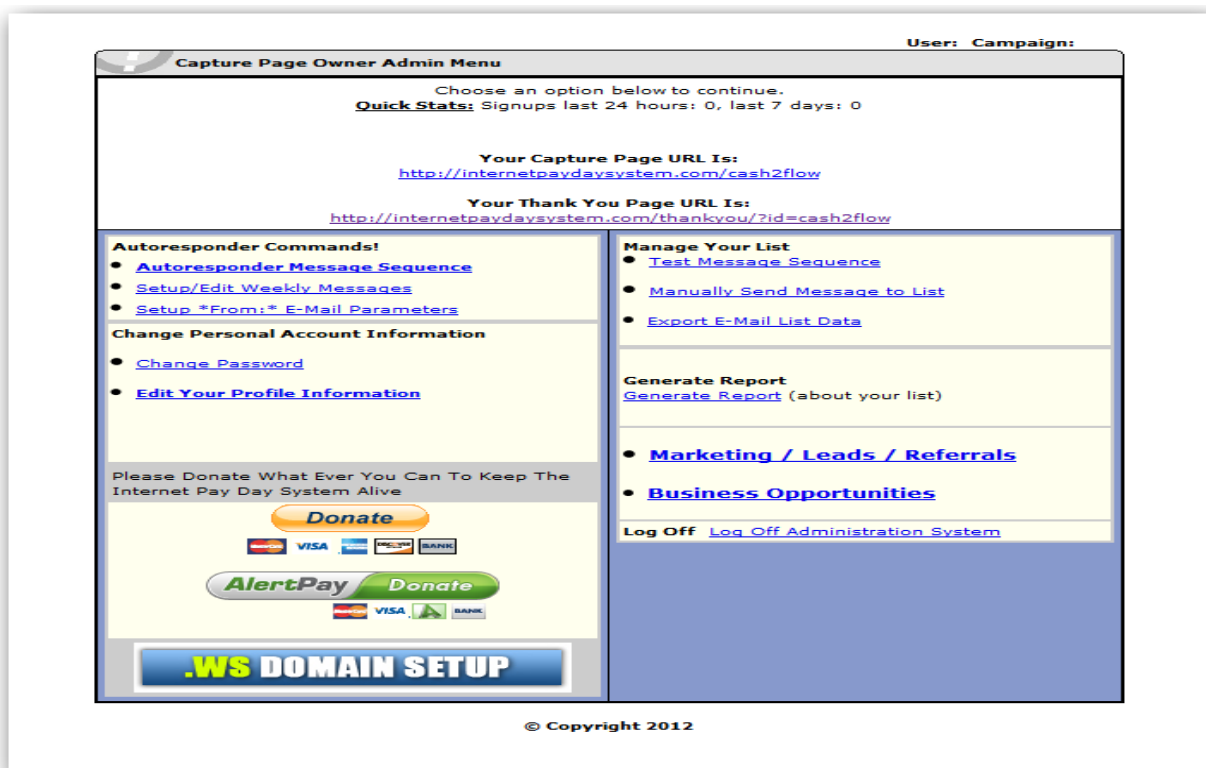 User: Campaign:
Capture Page Owner Admin Menu
Choose an option below to continue.
Quick Stats: Signups last 24 hours: 0, last 7 days: 0
Your Capture Page URL Is:
http://internetpaydaysystem.com/cash2flow
Your Thank You Page URL Is:
http://internetpaydaysystem.com/thankyou/?id=cash2flow
Autoresponder Commands!
Autoresponder Message Sequence
Setup/Edit Weekly Messages
Setup *From:* E-Mail Parameters
Change Personal Account Information
Change Password
Edit Your Profile Information
Please Donate What Ever You Can To Keep The
Internet Pay Day System Alive
Donate
VISA BANK
AlertPay Donate
VISA BANK
.WS DOMAIN SETUP
Manage Your List
Test Message Sequence
Manually Send Message to List
Export E-Mail List Data
Generate Report
Generate Report (about your list)
Marketing / Leads / Referrals
Business Opportunities
Log Off Log Off Administration System
© Copyright 2012